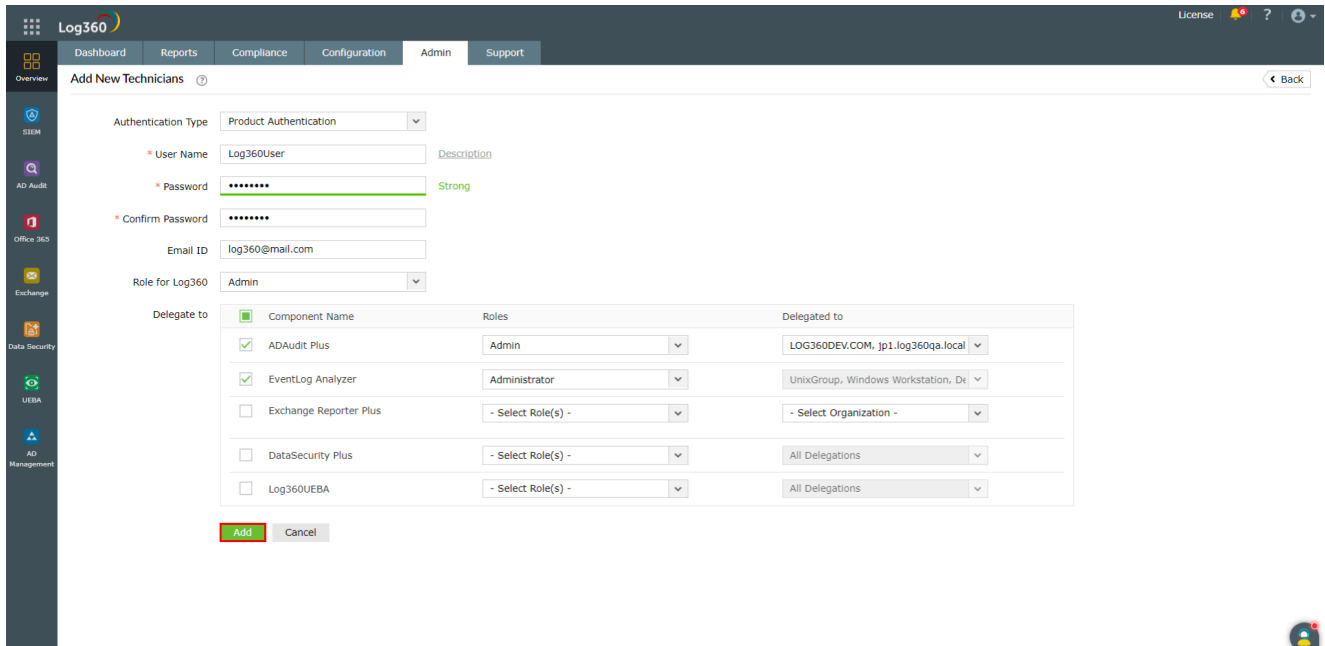 Log360
License 6 ?
Dashboard Reports Compliance Configuration Admin Support
Overview
Add New Technicians ?
Back
SIEM
AD Audit
Office 365
Exchange
Data Security
UEBA
AD
Management
Authentication Type Product Authentication
* User Name Log360User Description
* Password •••••••• Strong
* Confirm Password ••••••••
Email ID log360@mail.com
Role for Log360 Admin
Delegate to Component Name Roles Delegated to
ADAudit Plus Admin LOG360DEV.COM, jp1.log360qa.local
EventLog Analyzer Administrator UnixGroup, Windows Workstation, De
Exchange Reporter Plus - Select Role(s) - - Select Organization -
DataSecurity Plus - Select Role(s) - All Delegations
Log360UEBA - Select Role(s) - All Delegations
Add Cancel